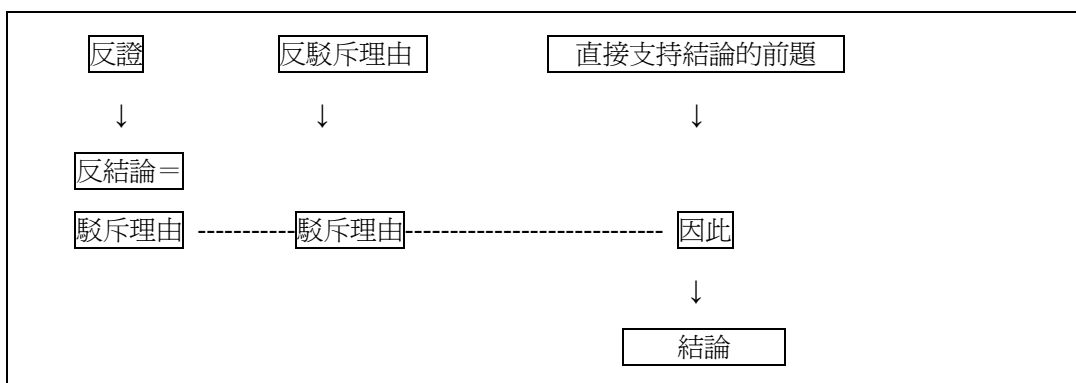 反證 反駁斥理由 直接支持結論的前題
↓ ↓ ↓
反結論＝
駁斥理由 -----------駁斥理由---------------------------- 因此
↓
結論